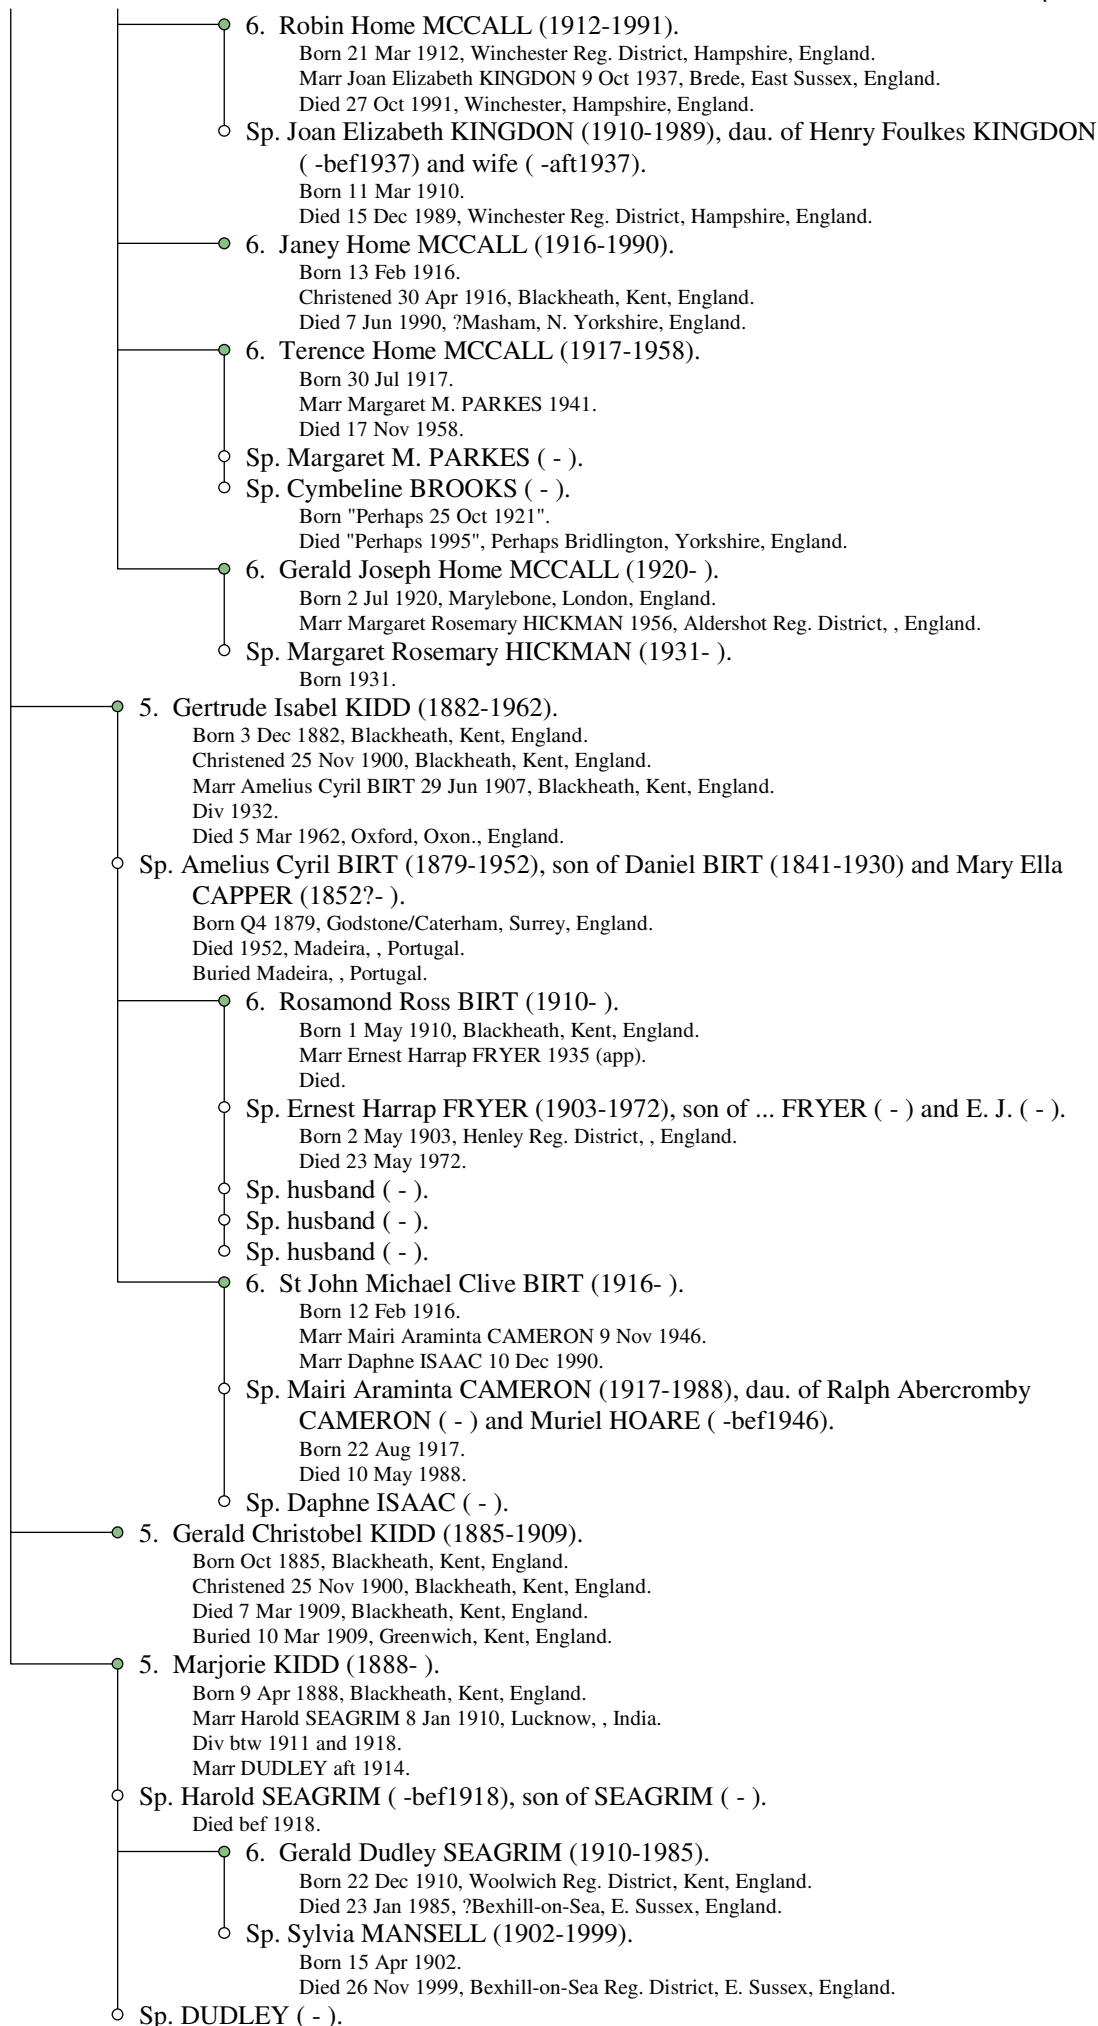 6. Robin Home MCCALL (1912-1991).
Born 21 Mar 1912, Winchester Reg. District, Hampshire, England.
Marr Joan Elizabeth KINGDON 9 Oct 1937, Brede, East Sussex, England.
Died 27 Oct 1991, Winchester, Hampshire, England.
Sp. Joan Elizabeth KINGDON (1910-1989), dau. of Henry Foulkes KINGDON
( -bef1937) and wife ( -aft1937).
Born 11 Mar 1910.
Died 15 Dec 1989, Winchester Reg. District, Hampshire, England.
6. Janey Home MCCALL (1916-1990).
Born 13 Feb 1916.
Christened 30 Apr 1916, Blackheath, Kent, England.
Died 7 Jun 1990, ?Masham, N. Yorkshire, England.
6. Terence Home MCCALL (1917-1958).
Born 30 Jul 1917.
Marr Margaret M. PARKES 1941.
Died 17 Nov 1958.
Sp. Margaret M. PARKES ( - ).
Sp. Cymbeline BROOKS ( - ).
Born "Perhaps 25 Oct 1921".
Died "Perhaps 1995", Perhaps Bridlington, Yorkshire, England.
6. Gerald Joseph Home MCCALL (1920- ).
Born 2 Jul 1920, Marylebone, London, England.
Marr Margaret Rosemary HICKMAN 1956, Aldershot Reg. District, , England.
Sp. Margaret Rosemary HICKMAN (1931- ).
Born 1931.
5. Gertrude Isabel KIDD (1882-1962).
Born 3 Dec 1882, Blackheath, Kent, England.
Christened 25 Nov 1900, Blackheath, Kent, England.
Marr Amelius Cyril BIRT 29 Jun 1907, Blackheath, Kent, England.
Div 1932.
Died 5 Mar 1962, Oxford, Oxon., England.
Sp. Amelius Cyril BIRT (1879-1952), son of Daniel BIRT (1841-1930) and Mary Ella
CAPPER (1852?- ).
Born Q4 1879, Godstone/Caterham, Surrey, England.
Died 1952, Madeira, , Portugal.
Buried Madeira, , Portugal.
6. Rosamond Ross BIRT (1910- ).
Born 1 May 1910, Blackheath, Kent, England.
Marr Ernest Harrap FRYER 1935 (app).
Died.
Sp. Ernest Harrap FRYER (1903-1972), son of ... FRYER ( - ) and E. J. ( - ).
Born 2 May 1903, Henley Reg. District, , England.
Died 23 May 1972.
Sp. husband ( - ).
Sp. husband ( - ).
Sp. husband ( - ).
6. St John Michael Clive BIRT (1916- ).
Born 12 Feb 1916.
Marr Mairi Araminta CAMERON 9 Nov 1946.
Marr Daphne ISAAC 10 Dec 1990.
Sp. Mairi Araminta CAMERON (1917-1988), dau. of Ralph Abercromby
CAMERON ( - ) and Muriel HOARE ( -bef1946).
Born 22 Aug 1917.
Died 10 May 1988.
Sp. Daphne ISAAC ( - ).
5. Gerald Christobel KIDD (1885-1909).
Born Oct 1885, Blackheath, Kent, England.
Christened 25 Nov 1900, Blackheath, Kent, England.
Died 7 Mar 1909, Blackheath, Kent, England.
Buried 10 Mar 1909, Greenwich, Kent, England.
5. Marjorie KIDD (1888- ).
Born 9 Apr 1888, Blackheath, Kent, England.
Marr Harold SEAGRIM 8 Jan 1910, Lucknow, , India.
Div btw 1911 and 1918.
Marr DUDLEY aft 1914.
Sp. Harold SEAGRIM ( -bef1918), son of SEAGRIM ( - ).
Died bef 1918.
6. Gerald Dudley SEAGRIM (1910-1985).
Born 22 Dec 1910, Woolwich Reg. District, Kent, England.
Died 23 Jan 1985, ?Bexhill-on-Sea, E. Sussex, England.
Sp. Sylvia MANSELL (1902-1999).
Born 15 Apr 1902.
Died 26 Nov 1999, Bexhill-on-Sea Reg. District, E. Sussex, England.
Sp. DUDLEY ( - ).